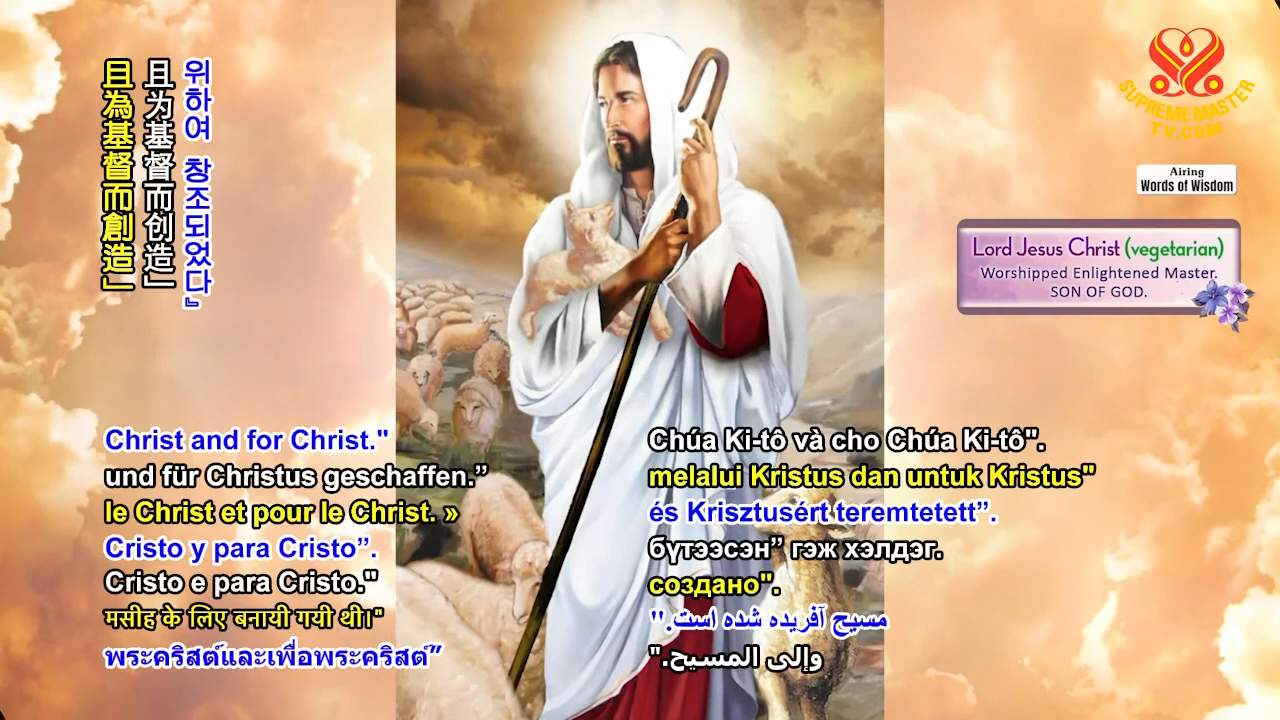 위하여 창조되었다』
且为基督而创造」
且為基督而創造」
SUPREME MASTER
TV.COM
Airing
Words of Wisdom
Lord Jesus Christ (vegetarian)
Worshipped Enlightened Master.
SON OF GOD.
Christ and for Christ."
und für Christus geschaffen.”
le Christ et pour le Christ. »
Cristo y para Cristo”.
Cristo e para Cristo."
मसीह के लिए बनायी गयी थी।"
พระคริสต์และเพื่อพระคริสต์”
Chúa Ki-tô và cho Chúa Ki-tô".
melalui Kristus dan untuk Kristus"
és Krisztusért teremtetett”.
бүтээсэн” гэж хэлдэг.
создано".
مسیح آفریده شده است."
وإلى المسيح."